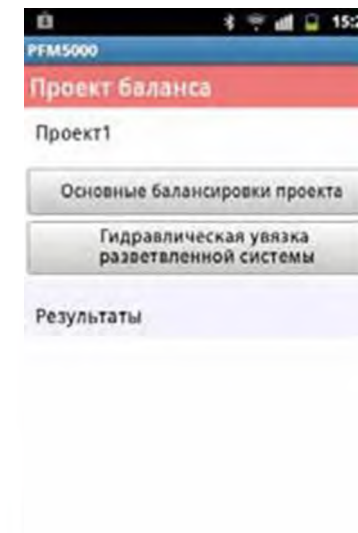 15:2
PFM5000
Проект баланса
Проект1
Основные балансировки проекта
Гидравлическая увязка
разветвленной системы
Результаты